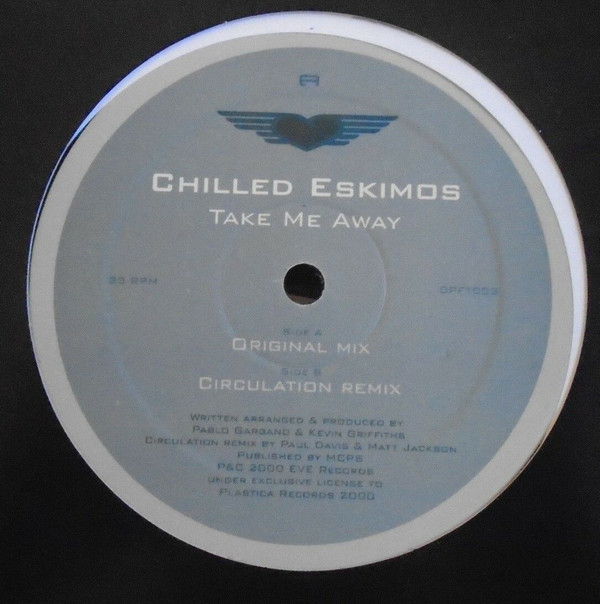 A
CHILLED ESKIMOS
TAKE ME AWAY
33 RPM
OPFT003
SIDE A
ORIGINAL MIX
SIDE B
CIRCULATION REMIX
WRITTEN ARRANGED & PRODUCED BY
PABLO GARGANO & KEVIN GRIFFITHS
CIRCULATION REMIX BY PAUL DAVIS & MATT JACKSON
PUBLISHED BY MCPS
P&C 2000 EVE RECORDS
UNDER EXCLUSIVE LICENSE TO
PLASTICA RECORDS 2000